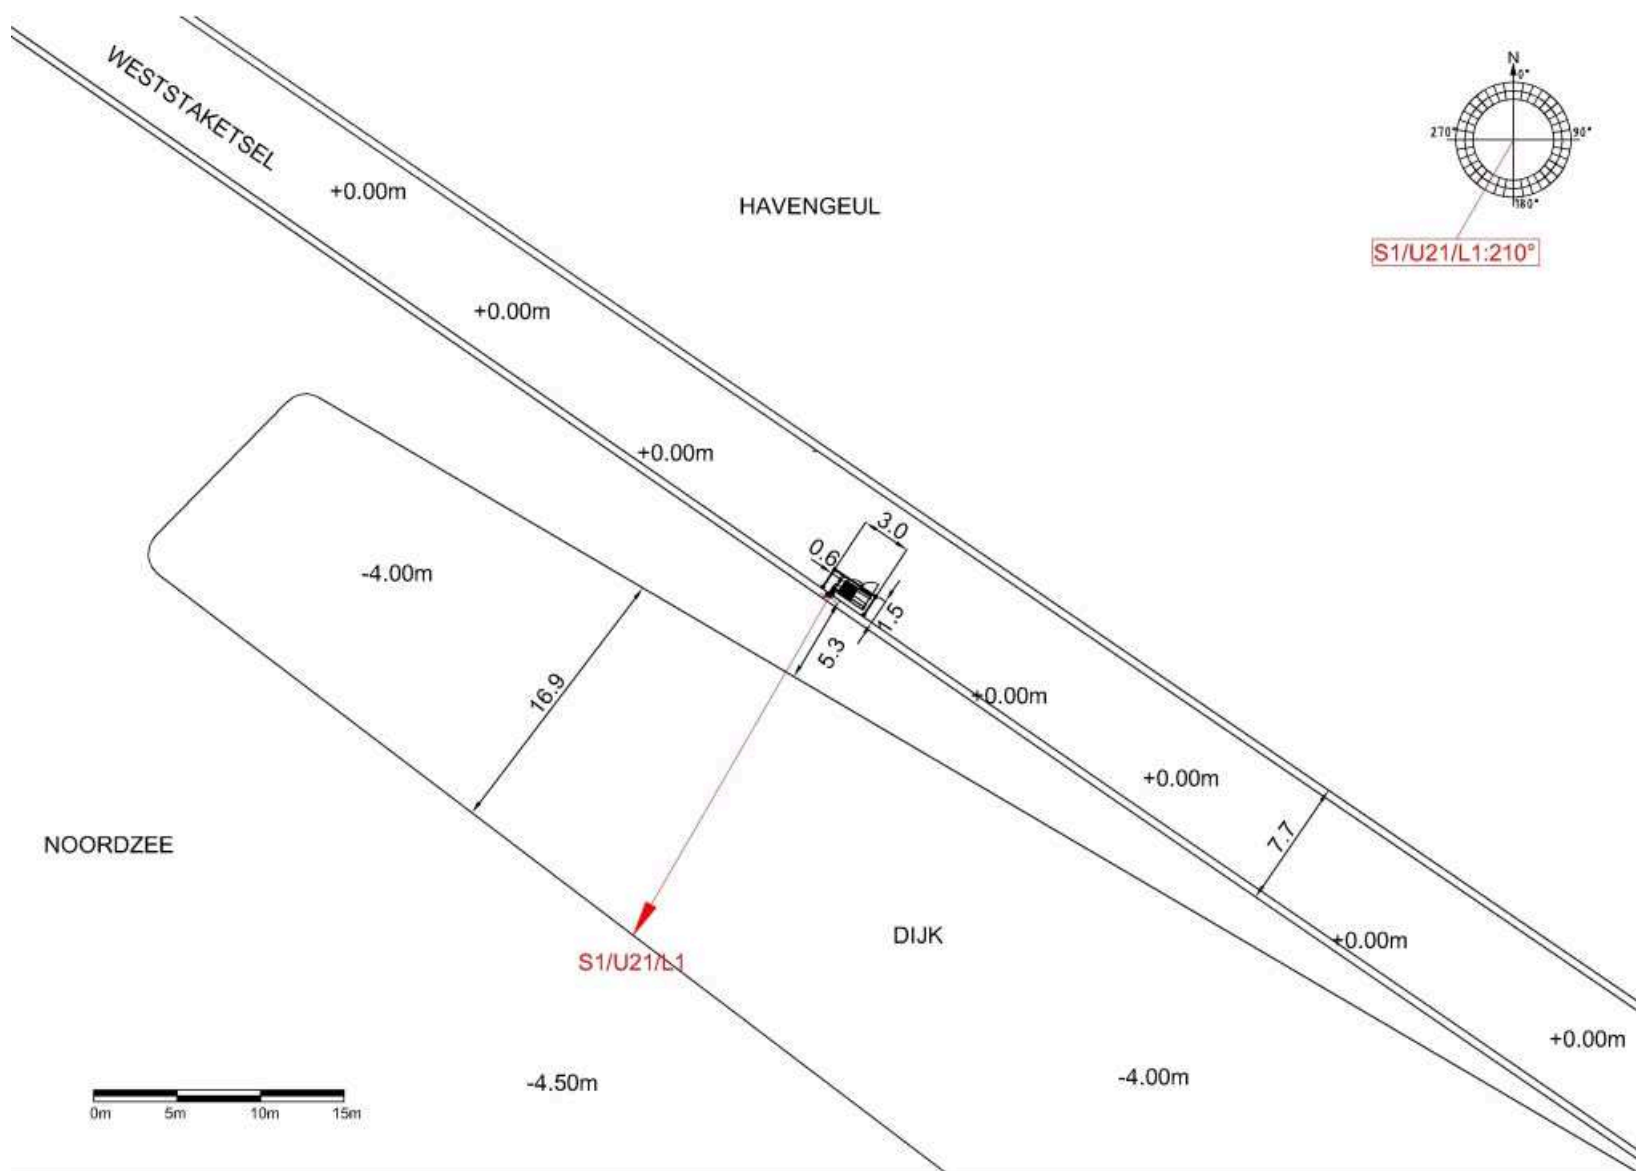 WESTSTAKETSEL
N
0°
270°
90°
180°
+0.00m
HAVENGEUL
S1/U21/L1:210°
+0.00m
+0.00m
3.0
0.6
-4.00m
1.5
5.3
16.9
+0.00m
+0.00m
7.7
NOORDZEE
DIJK
+0.00m
S1/U21/L1
+0.00m
-4.50m
-4.00m
0m 5m 10m 15m